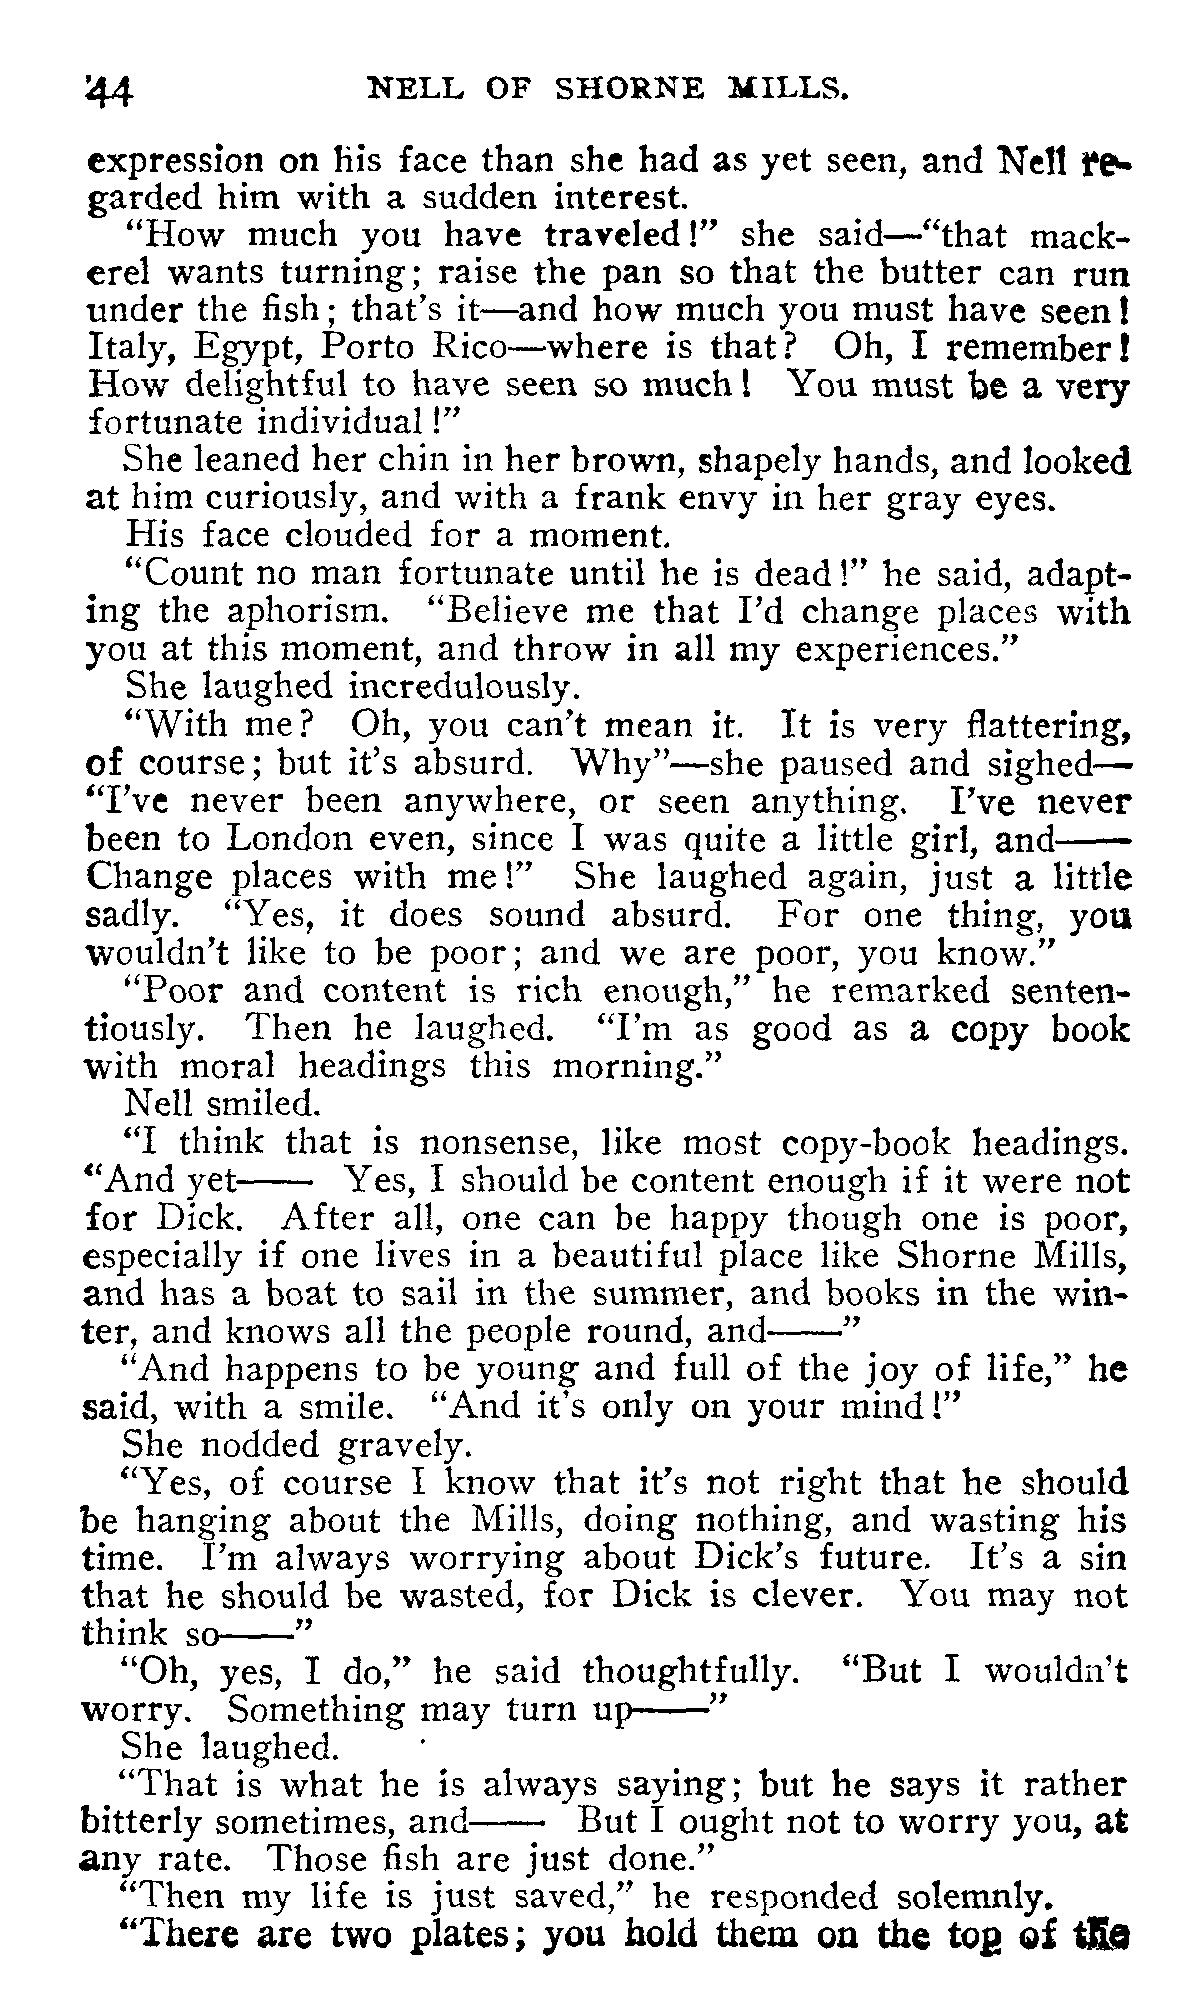 '44 NELL OF SHORNE MILLS.
expression on his face than she had as yet seen, and Nell re-
garded him with a sudden interest.
"How much you have traveled!" she said—"that mack-
erel wants turning; raise the pan so that the butter can run
under the fish; that's it—and how much you must have seen!
Italy, Egypt, Porto Rico—where is that? Oh, I remember!
How delightful to have seen so much! You must be a very
fortunate individual!"
She leaned her chin in her brown, shapely hands, and looked
at him curiously, and with a frank envy in her gray eyes.
His face clouded for a moment.
"Count no man fortunate until he is dead!" he said, adapt-
ing the aphorism. "Believe me that I'd change places with
you at this moment, and throw in all my experiences."
She laughed incredulously.
"With me? Oh, you can't mean it. It is very flattering,
of course; but it's absurd. Why"—she paused and sighed—
"I've never been anywhere, or seen anything. I've never
been to London even, since I was quite a little girl, and——
Change places with me!" She laughed again, just a little
sadly. "Yes, it does sound absurd. For one thing, you
wouldn't like to be poor; and we are poor, you know."
"Poor and content is rich enough," he remarked senten-
tiously. Then he laughed. "I'm as good as a copy book
with moral headings this morning."
Nell smiled.
"I think that is nonsense, like most copy-book headings.
"And yet—— Yes, I should be content enough if it were not
for Dick. After all, one can be happy though one is poor,
especially if one lives in a beautiful place like Shorne Mills,
and has a boat to sail in the summer, and books in the win-
ter, and knows all the people round, and——"
"And happens to be young and full of the joy of life," he
said, with a smile. "And it's only on your mind!"
She nodded gravely.
"Yes, of course I know that it's not right that he should
be hanging about the Mills, doing nothing, and wasting his
time. I'm always worrying about Dick's future. It's a sin
that he should be wasted, for Dick is clever. You may not
think so——"
"Oh, yes, I do," he said thoughtfully. "But I wouldn't
worry. Something may turn up——"
She laughed.
"That is what he is always saying; but he says it rather
bitterly sometimes, and—— But I ought not to worry you, at
any rate. Those fish are just done."
"Then my life is just saved," he responded solemnly.
"There are two plates; you hold them on the top of the